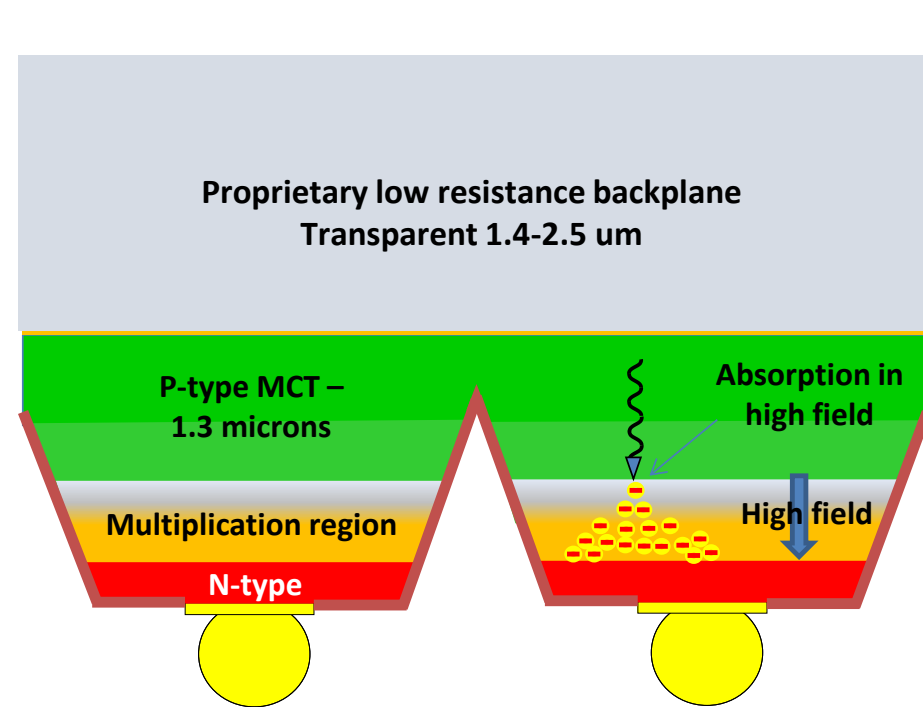 Proprietary low resistance backplane
Transparent 1.4-2.5 um
P-type MCT –
1.3 microns
Absorption in
high field
Multiplication region
High field
N-type